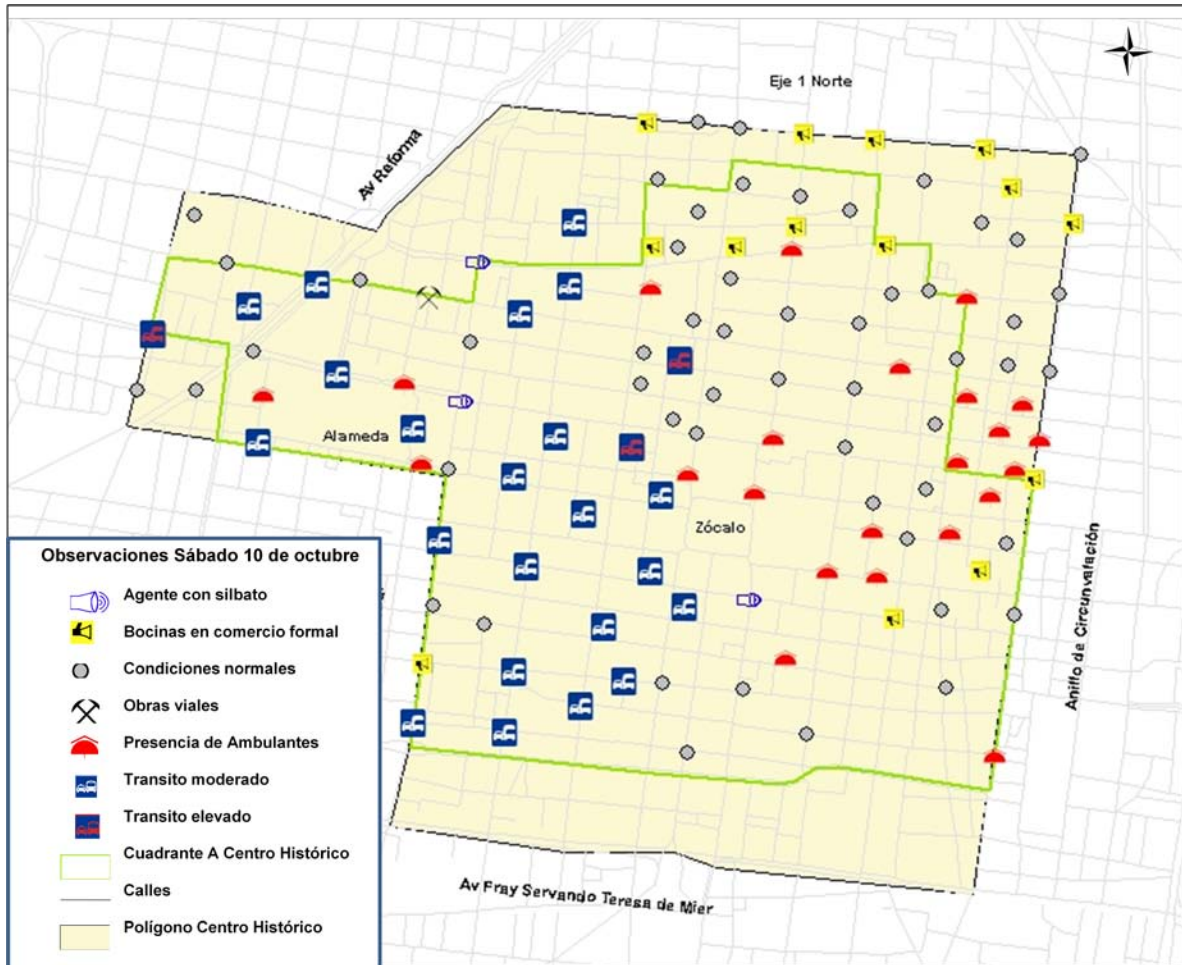 Eje 1 Norte
Av Reforma
Alameda
Zócalo
Anillo de Circunvalación
Av Fray Servando Teresa de Mier
Observaciones Sábado 10 de octubre
Agente con silbato
Bocinas en comercio formal
Condiciones normales
Obras viales
Presencia de Ambulantes
Transito moderado
Transito elevado
Cuadrante A Centro Histórico
Calles
Polígono Centro Histórico